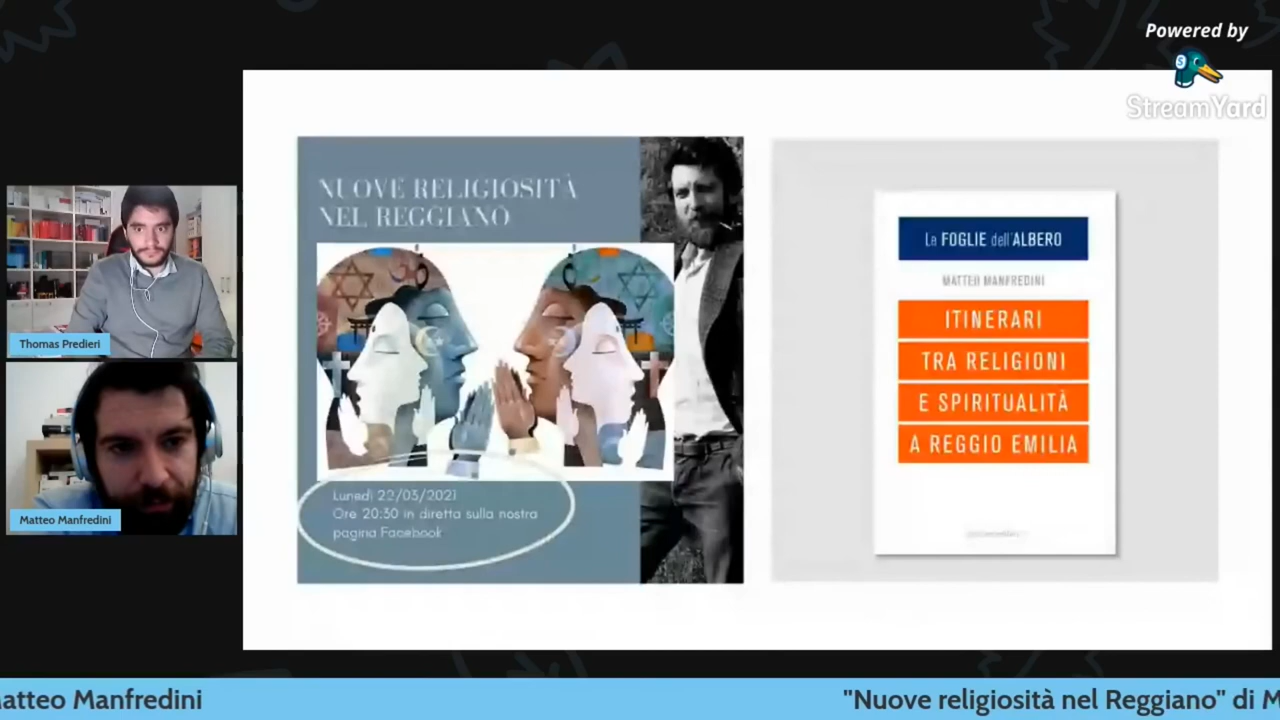 Powered by
StreamYard
NUOVE RELIGIOSITÀ
NEL REGGIANO
Lunedì 22/03/2021
Ore 20:30 in diretta sulla nostra
pagina Facebook
Le FOGLIE dell'ALBERO
MATTEO MANFREDINI
ITINERARI
TRA RELIGIONI
E SPIRITUALITÀ
A REGGIO EMILIA
Thomas Predieri
Matteo Manfredini
atteo Manfredini
"Nuove religiosità nel Reggiano" di M